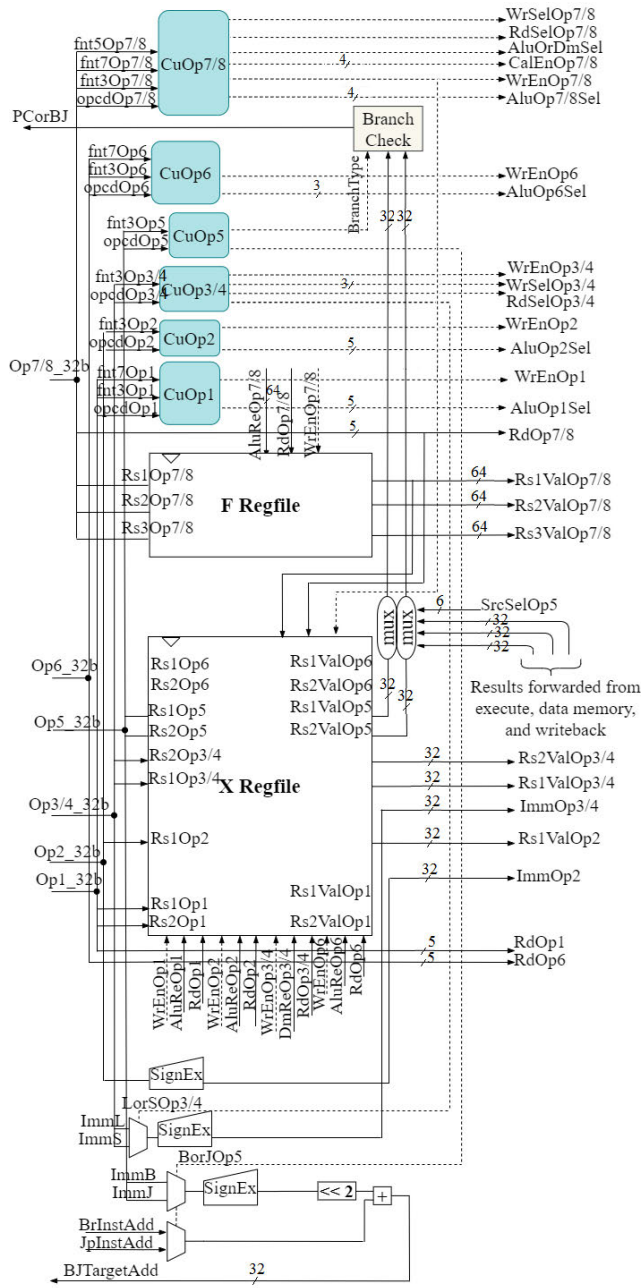 WrSelOp7/8
RdSelOp7/8
fnt5Op7/8
AluOrDmSel
fnt7Op7/8
CuOp7/8
4
CalEnOp7/8
fnt3Op7/8
WrEnOp7/8
opcdOp7/8
4
AluOp7/8Sel
PCorBJ
Branch
Check
fnt7Op6
fnt3Op6
CuOp6
WrEnOp6
opcdOp6
3
AluOp6Sel
BranchType
32
32
fnt3Op5
CuOp5
opcdOp5
fnt3Op3/4
WrEnOp3/4
CuOp3/4
3
WrSelOp3/4
opcdOp3/4
RdSelOp3/4
fnt3Op2
CuOp2
WrEnOp2
opcdOp2
5
AluOp2Sel
Op7/8_32b
fnt7Op1
WrEnOp1
fnt3Op1
CuOp1
opcdOp1
5
AluOp1Sel
AluReOp7/8
64
RdOp7/8
WrEnOp7/8
5
RdOp7/8
Rs1Op7/8
64
Rs1ValOp7/8
Rs2Op7/8
F Regfile
64
Rs2ValOp7/8
Rs3Op7/8
64
Rs3ValOp7/8
mux
mux
6
SrcSelOp5
32
32
32
Results forwarded from
execute, data memory,
and writeback
Op6_32b
Rs1Op6
Rs1ValOp6
Rs2Op6
Rs2ValOp6
32
32
Op5_32b
Rs1Op5
Rs1ValOp5
Rs2Op5
Rs2ValOp5
Rs2Op3/4
32
Rs2ValOp3/4
Rs1Op3/4
X Regfile
32
Rs1ValOp3/4
Op3/4_32b
32
ImmOp3/4
Rs1Op2
32
Rs1ValOp2
Op2_32b
32
ImmOp2
Op1_32b
Rs1ValOp1
Rs1Op1
Rs2Op1
Rs2ValOp1
5
RdOp1
5
RdOp6
WrEnOp1
AluReOp1
RdOp1
WrEnOp2
AluReOp2
RdOp2
WrEnOp3/4
DmReOp3/4
RdOp3/4
WrEnOp6
AluReOp6
RdOp6
SignEx
LorSOp3/4
ImmL
ImmS
SignEx
BorJOp5
ImmB
ImmJ
SignEx
<< 2
+
BrInstAdd
JpInstAdd
BJTargetAdd
32